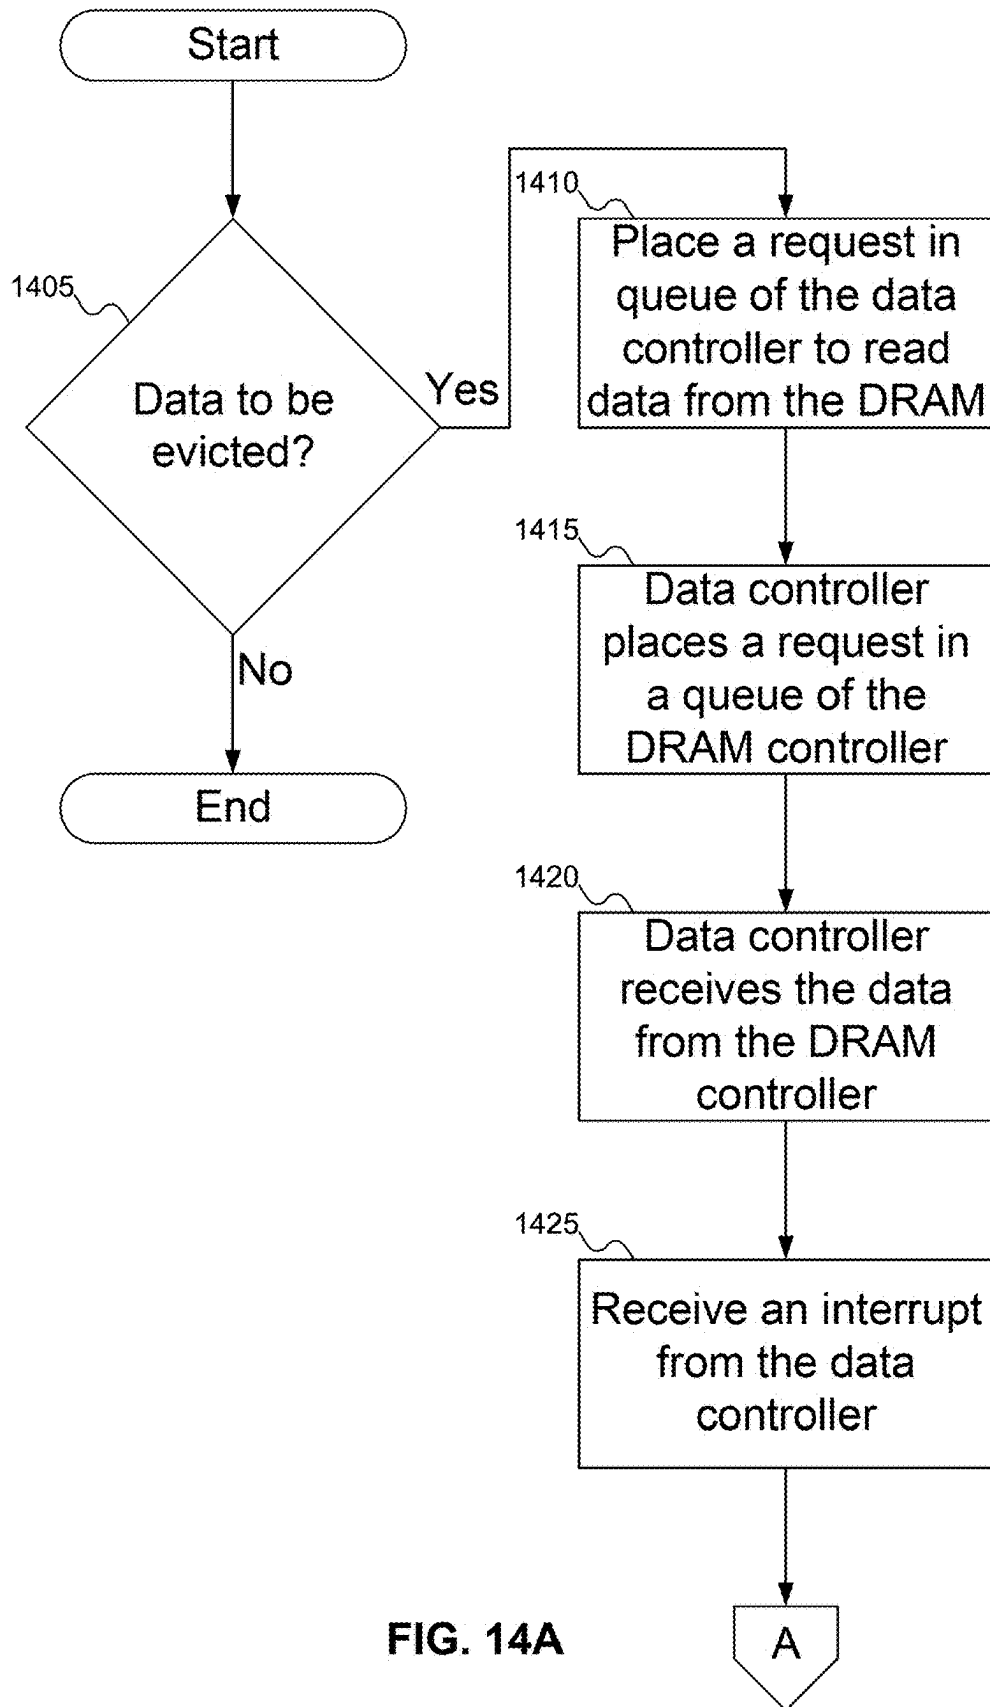 Start
1405
Data to be
evicted?
Yes
No
End
1410
Place a request in
queue of the data
controller to read
data from the DRAM
1415
Data controller
places a request in
a queue of the
DRAM controller
1420
Data controller
receives the data
from the DRAM
controller
1425
Receive an interrupt
from the data
controller
A
FIG. 14A